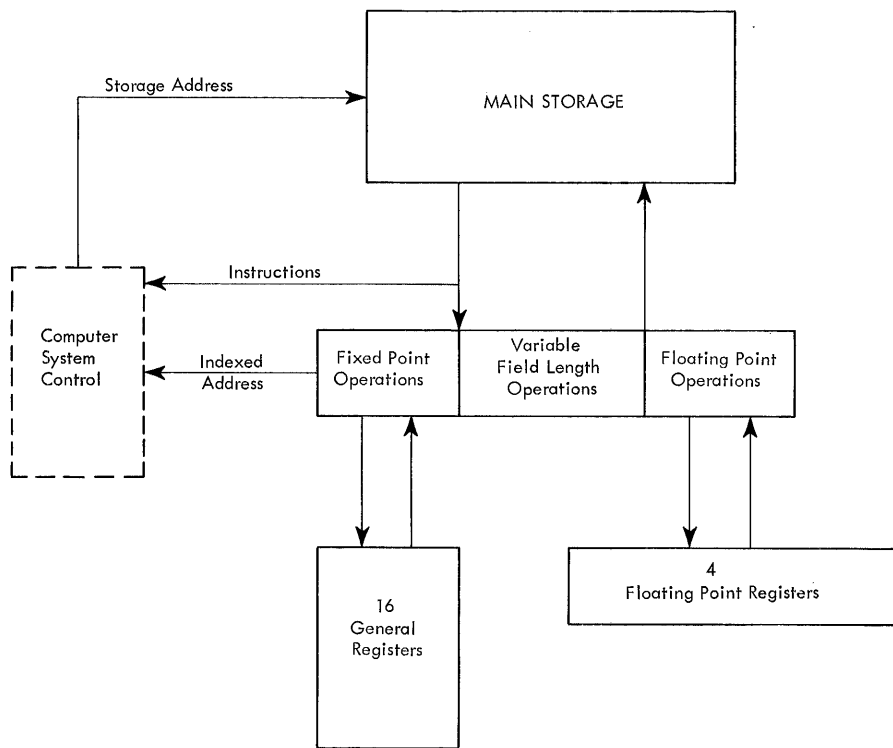 Storage Address
MAIN STORAGE
Instructions
Computer
System
Control
Indexed
Address
Fixed Point
Operations
Variable
Field Length
Operations
Floating Point
Operations
16
General
Registers
4
Floating Point Registers